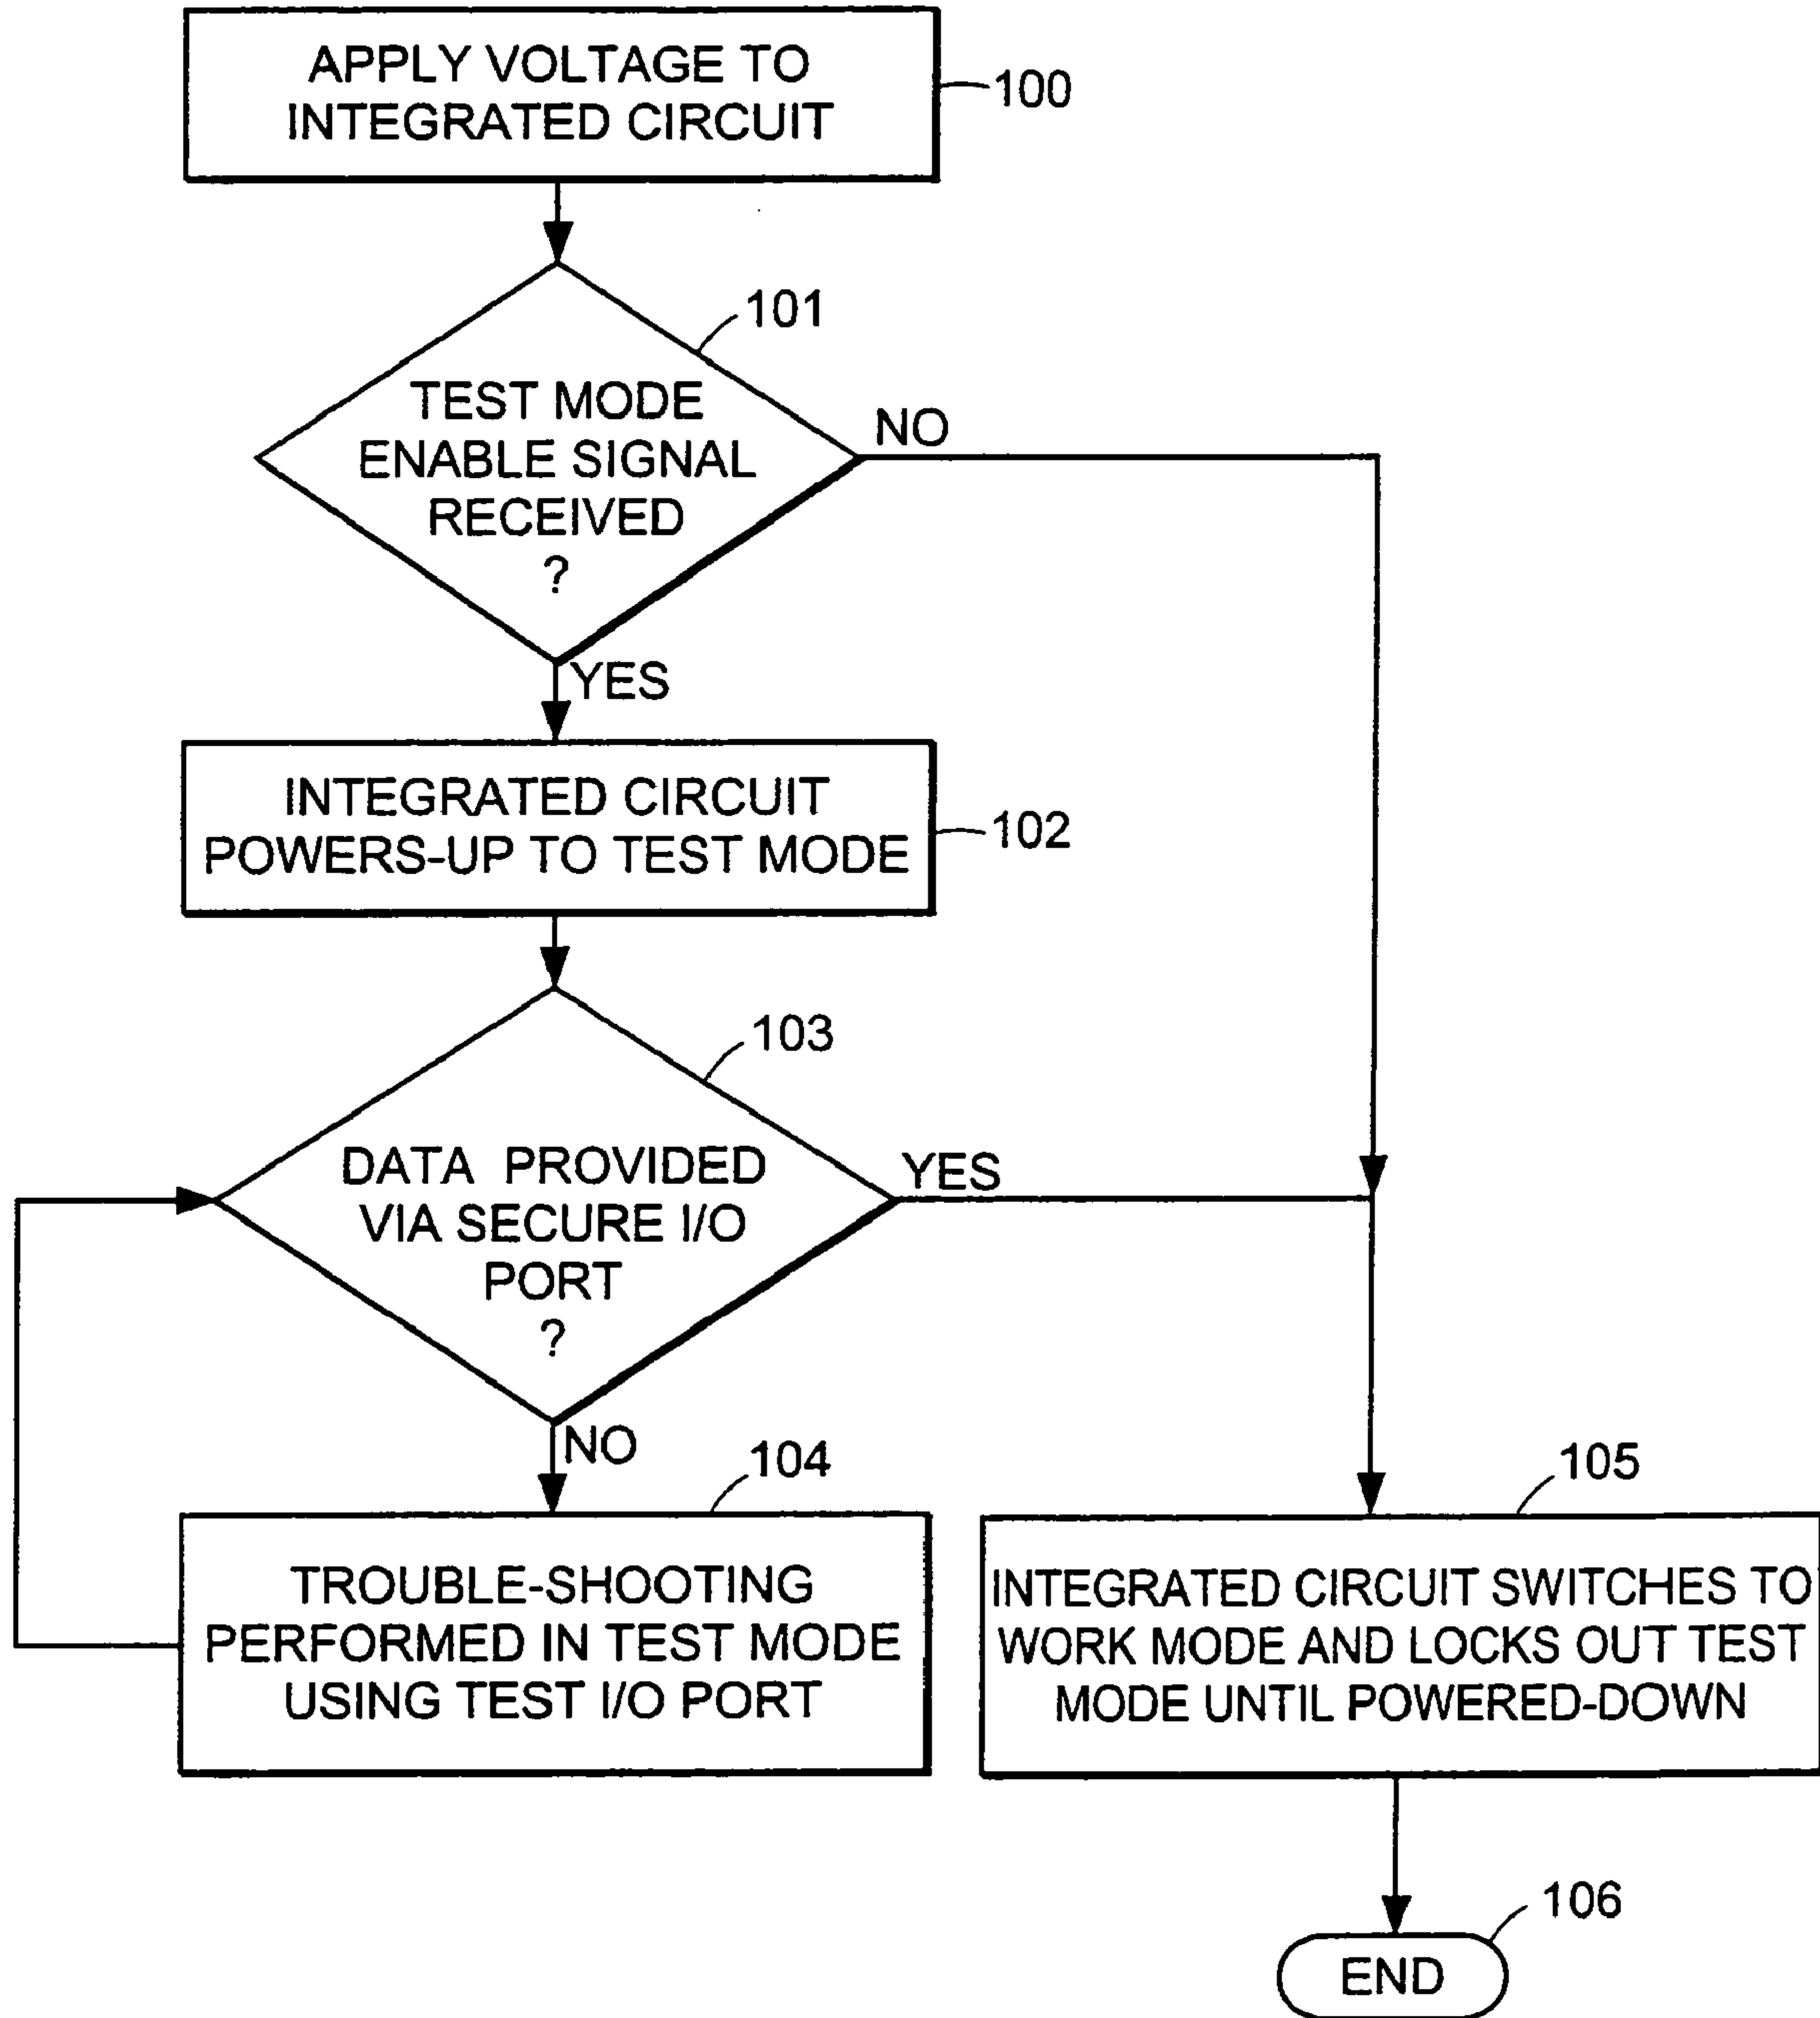 APPLY VOLTAGE TO
INTEGRATED CIRCUIT
100
101
TEST MODE
ENABLE SIGNAL
RECEIVED
?
NO
YES
INTEGRATED CIRCUIT
POWERS-UP TO TEST MODE
102
103
DATA PROVIDED
VIA SECURE I/O
PORT
?
YES
NO
104
TROUBLE-SHOOTING
PERFORMED IN TEST MODE
USING TEST I/O PORT
105
INTEGRATED CIRCUIT SWITCHES TO
WORK MODE AND LOCKS OUT TEST
MODE UNTIL POWERED-DOWN
106
END